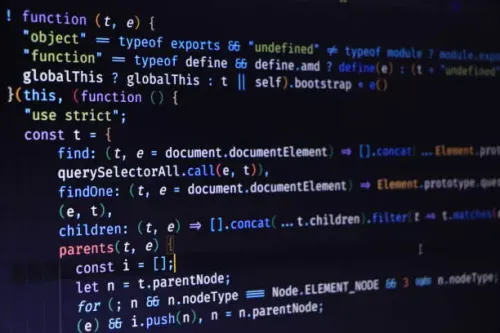 ! function (t, e) {
"object" == typeof exports && "undefined" != typeof module ? module.exp
"function" == typeof define && define.amd ? define(e) : (t = "undefined
globalThis ? globalThis : t || self).bootstrap = e()
}(this, (function () {
"use strict";
const t = {
find: (t, e = document.documentElement) => [].concat(...Element.prot
querySelectorAll.call(e, t)),
findOne: (t, e = document.documentElement) => Element.prototype.que
(e, t),
children: (t, e) => [].concat(...t.children).filter(t => t.matches(e
parents(t, e) {
const i = [];
let n = t.parentNode;
for (; n && n.nodeType === Node.ELEMENT_NODE && 3 n.nodeType;
(e) && i.push(n), n = n.parentNode;